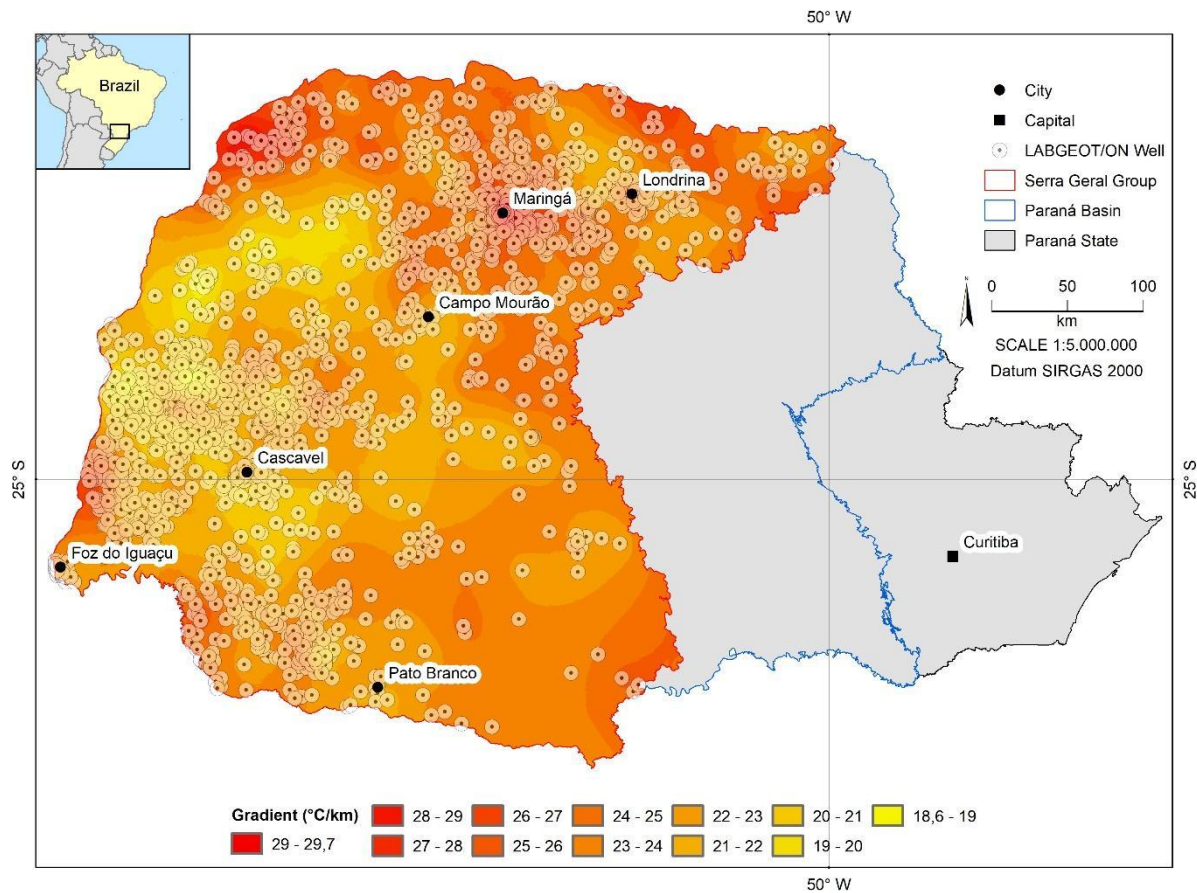 50° W
Brazil
City
Capital
LABGEOT/ON Well
Serra Geral Group
Paraná Basin
Paraná State
N
0 50 100
km
SCALE 1:5.000.000
Datum SIRGAS 2000
Londrina
Maringá
Campo Mourão
Cascavel
25° S
25° S
Foz do Iguaçu
Curitiba
Pato Branco
Gradient (°C/km)
28 - 29
26 - 27
24 - 25
22 - 23
20 - 21
18,6 - 19
29 - 29,7
27 - 28
25 - 26
23 - 24
21 - 22
19 - 20
50° W